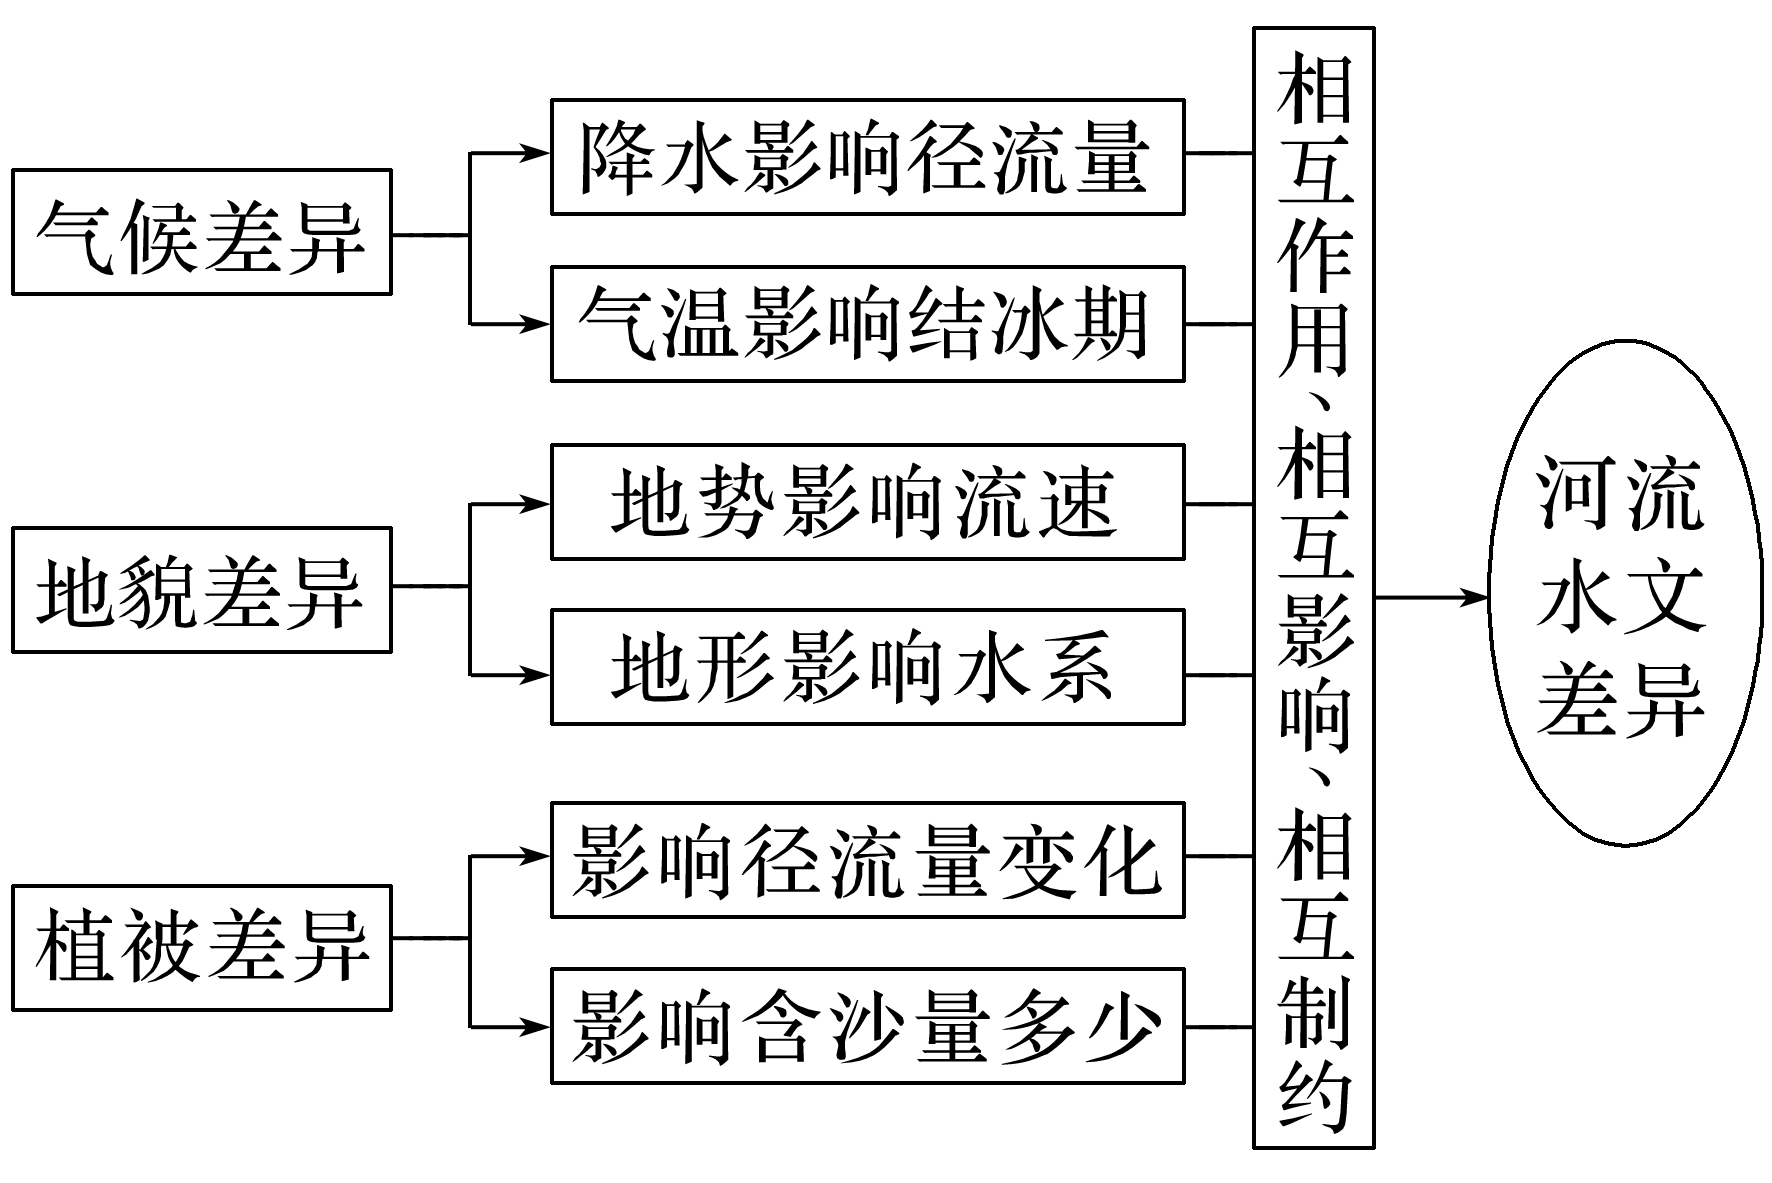 气候差异
降水影响径流量
气温影响结冰期
地貌差异
地势影响流速
地形影响水系
植被差异
影响径流量变化
影响含沙量多少
相互作用、相互影响、相互制约
河流
水文
差异